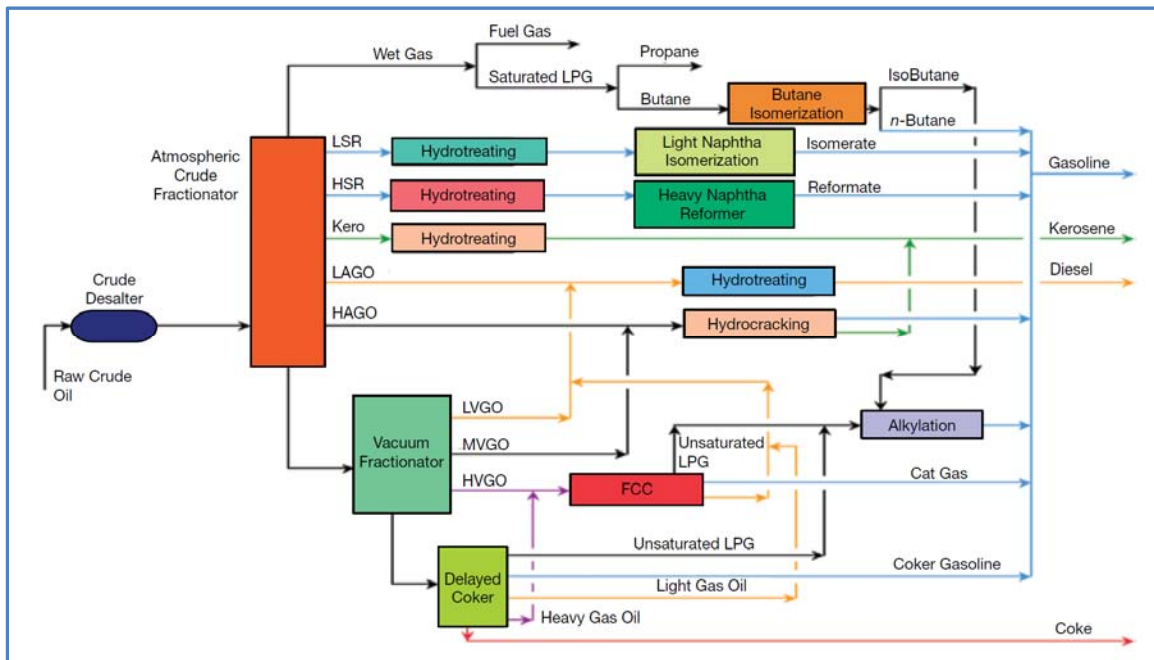 Fuel Gas
Wet Gas
Propane
Saturated LPG
IsoButane
Butane
Butane
Isomerization
n-Butane
LSR
Hydrotreating
Light Naphtha
Isomerization
Isomerate
Atmospheric
Crude
Fractionator
Gasoline
HSR
Hydrotreating
Heavy Naphtha
Reformer
Reformate
Kero
Hydrotreating
Kerosene
LAGO
Hydrotreating
Diesel
Crude
Desalter
HAGO
Hydrocracking
Raw Crude
Oil
LVGO
Vacuum
Fractionator
MVGO
Unsaturated
LPG
Alkylation
HVGO
FCC
Cat Gas
Unsaturated LPG
Delayed
Coker
Coker Gasoline
Light Gas Oil
Heavy Gas Oil
Coke